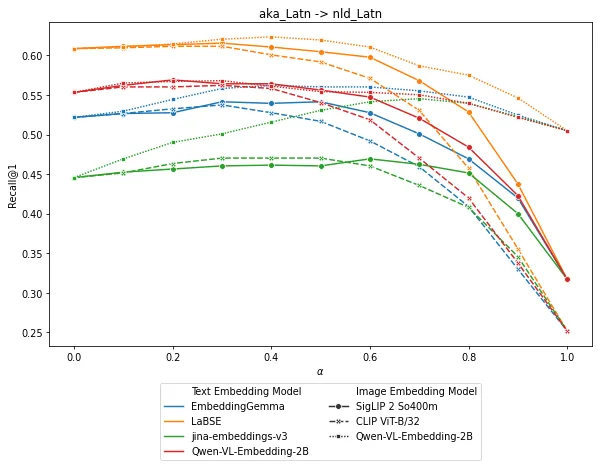 aka_Latn -> nld_Latn
Recall@1
0.60
0.55
0.50
0.45
0.40
0.35
0.30
0.25
0.0 0.2 0.4 0.6 0.8 1.0
α
Text Embedding Model
EmbeddingGemma
LaBSE
jina-embeddings-v3
Qwen-VL-Embedding-2B
Image Embedding Model
SigLIP 2 So400m
CLIP ViT-B/32
Qwen-VL-Embedding-2B